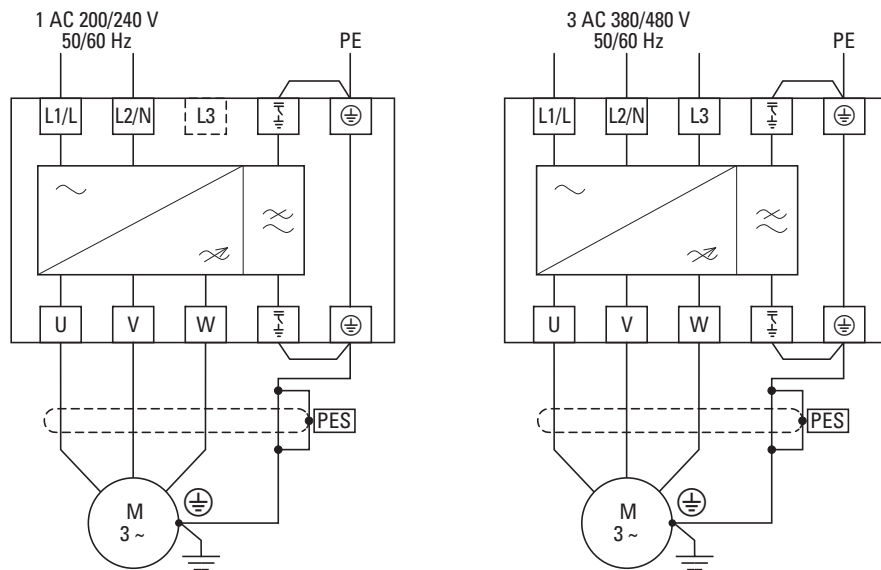 1 AC 200/240 V
50/60 Hz
PE
L1/L
L2/N
L3
U
V
W
PES
M
3 ~
3 AC 380/480 V
50/60 Hz
PE
L1/L
L2/N
L3
U
V
W
PES
M
3 ~